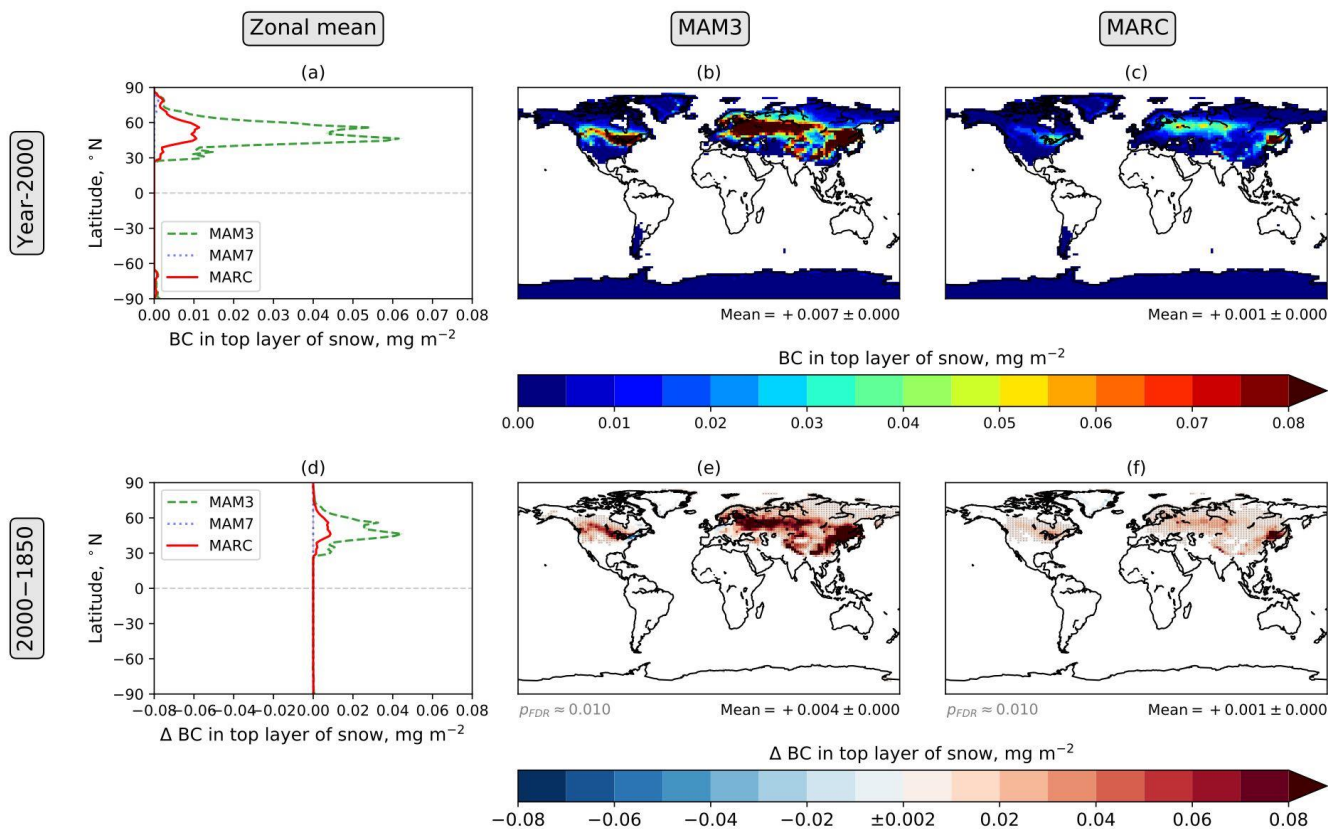 Zonal mean
MAM3
MARC
Year-2000
(a)
90
60
30
0
−30
−60
−90
Latitude, °N
MAM3
MAM7
MARC
0.00 0.01 0.02 0.03 0.04 0.05 0.06 0.07 0.08
BC in top layer of snow, mg m⁻²
(b)
Mean = +0.007 ± 0.000
(c)
Mean = +0.001 ± 0.000
BC in top layer of snow, mg m⁻²
0.00 0.01 0.02 0.03 0.04 0.05 0.06 0.07 0.08
2000−1850
(d)
90
60
30
0
−30
−60
−90
Latitude, °N
MAM3
MAM7
MARC
−0.08 −0.06 −0.04 −0.02 0.00 0.02 0.04 0.06 0.08
Δ BC in top layer of snow, mg m⁻²
(e)
p_FDR ≈ 0.010
Mean = +0.004 ± 0.000
(f)
p_FDR ≈ 0.010
Mean = +0.001 ± 0.000
Δ BC in top layer of snow, mg m⁻²
−0.08 −0.06 −0.04 −0.02 ±0.002 0.02 0.04 0.06 0.08